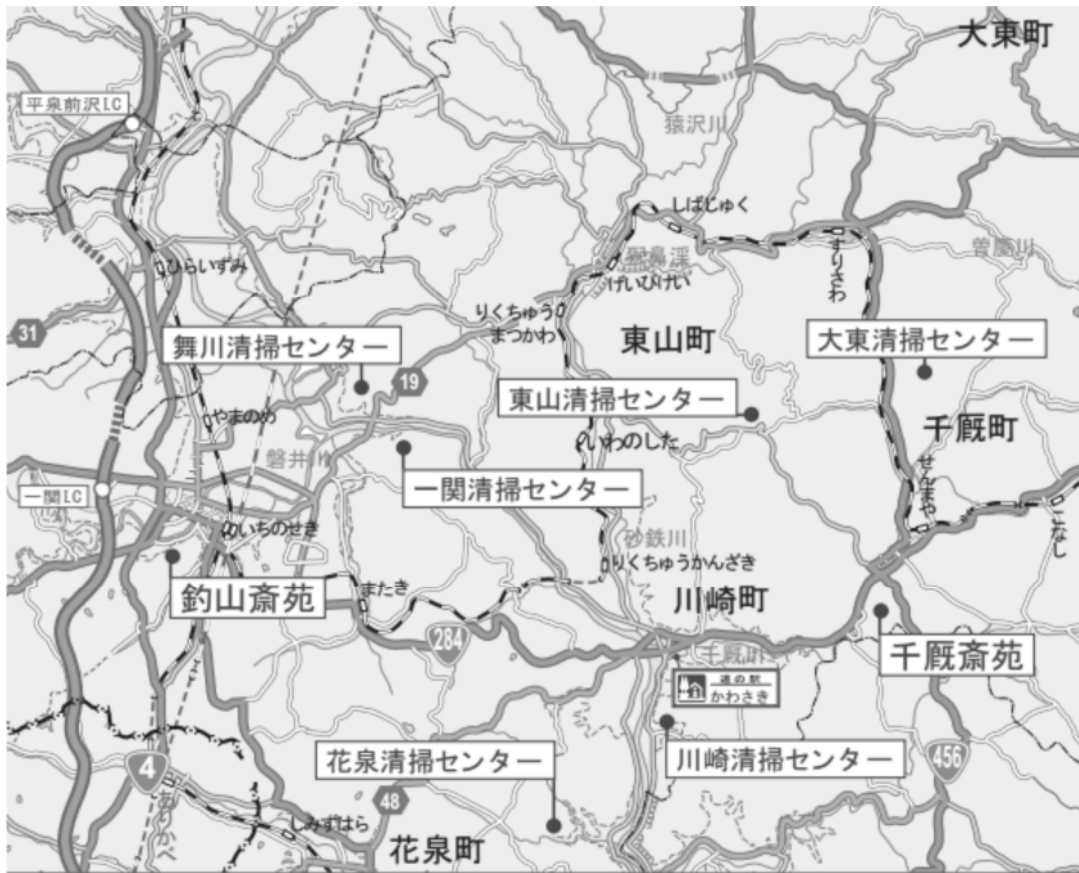 大東町
平泉前沢I.C
猿沢川
しばじゅく
曽慶川
猊鼻渓
げいびけい
すりさわ
ひらいずみ
りくちゅう
まつかわ
31
舞川清掃センター
東山町
大東清掃センター
19
東山清掃センター
千厩町
やまのめ
いわのした
磐井川
せんまや
一関I.C
一関清掃センター
こなし
いちのせき
砂鉄川
りくちゅうかんざき
釣山斎苑
またき
川崎町
284
千厩川
千厩斎苑
道の駅
かわさき
花泉清掃センター
川崎清掃センター
456
4
48
ありかべ
しみずはら
花泉町